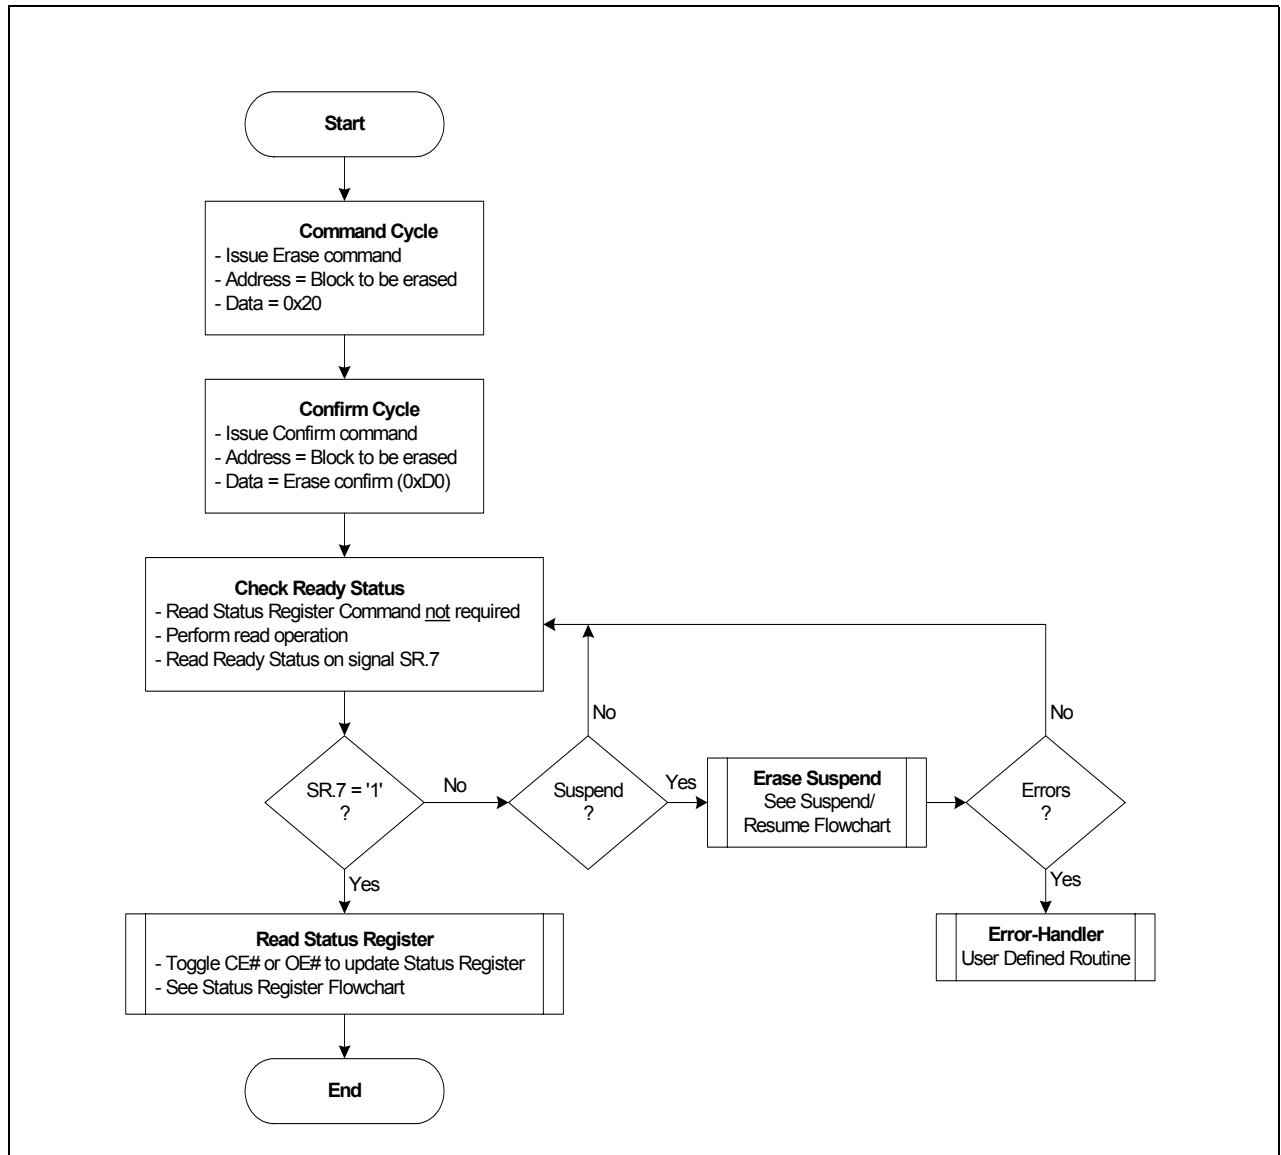 Start
Command Cycle
- Issue Erase command
- Address = Block to be erased
- Data = 0x20
Confirm Cycle
- Issue Confirm command
- Address = Block to be erased
- Data = Erase confirm (0xD0)
Check Ready Status
- Read Status Register Command not required
- Perform read operation
- Read Ready Status on signal SR.7
No
No
SR.7 = '1'
?
No
Suspend
?
Yes
Erase Suspend
See Suspend/
Resume Flowchart
Errors
?
Yes
Yes
Read Status Register
- Toggle CE# or OE# to update Status Register
- See Status Register Flowchart
Error-Handler
User Defined Routine
End